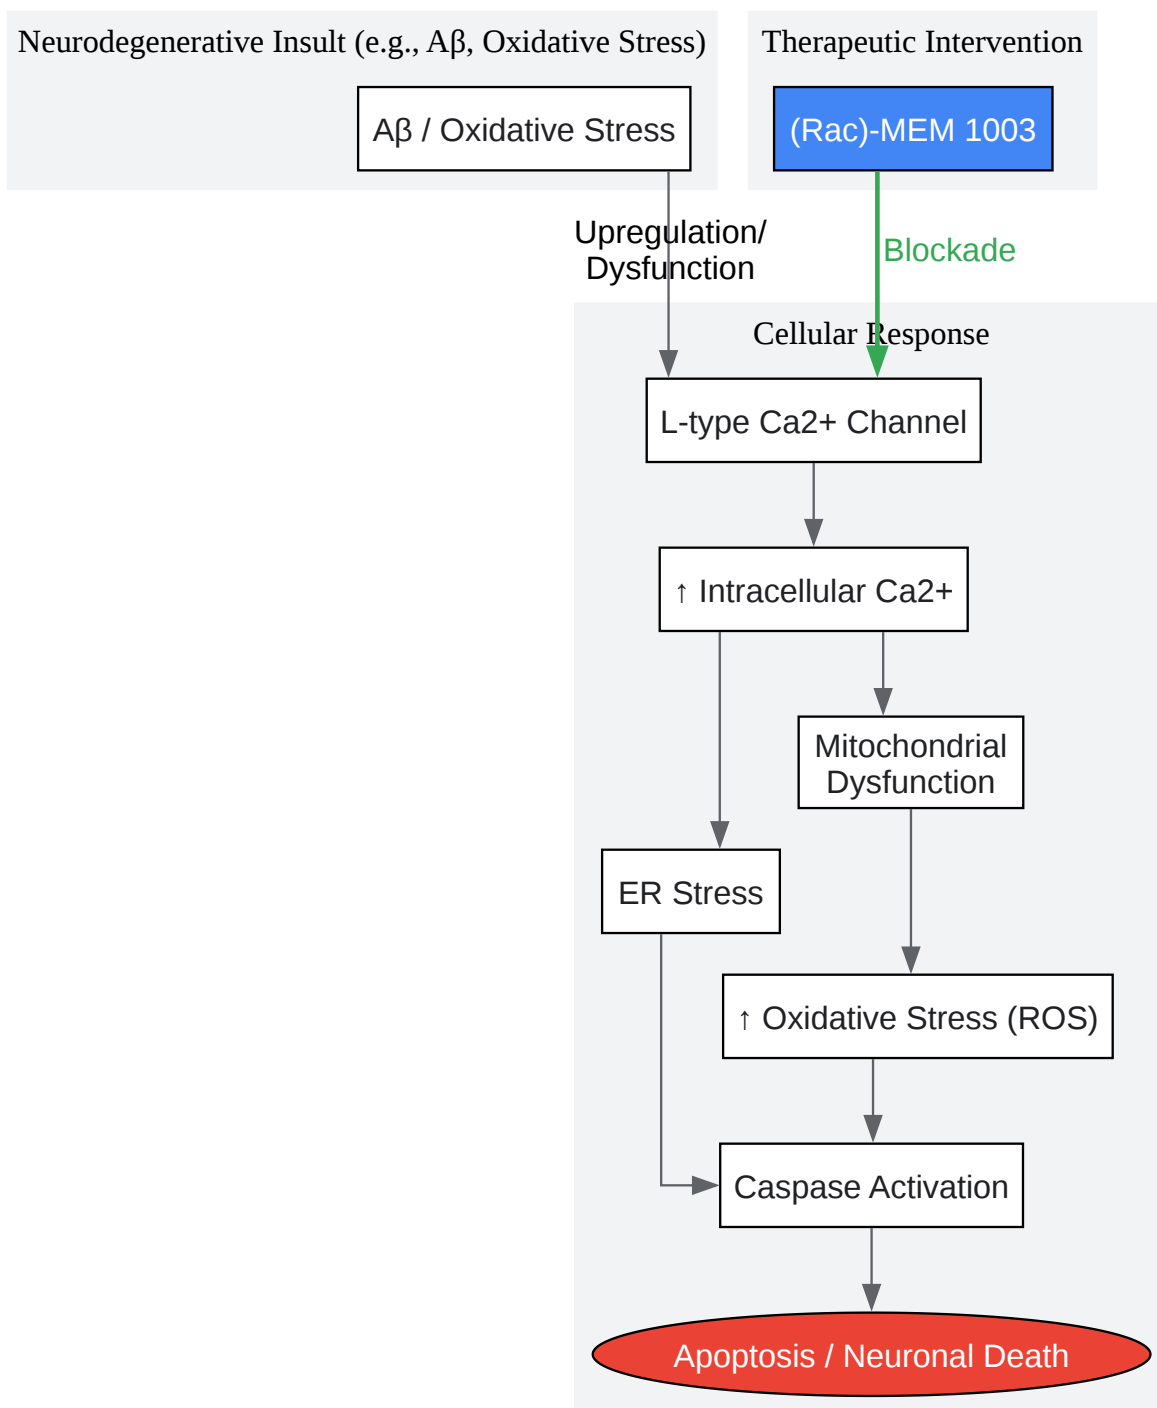 Neurodegenerative Insult (e.g., Aβ, Oxidative Stress)
Therapeutic Intervention
Aβ / Oxidative Stress
(Rac)-MEM 1003
Upregulation/
Dysfunction
Blockade
Cellular Response
L-type Ca2+ Channel
↑ Intracellular Ca2+
Mitochondrial
Dysfunction
ER Stress
↑ Oxidative Stress (ROS)
Caspase Activation
Apoptosis / Neuronal Death